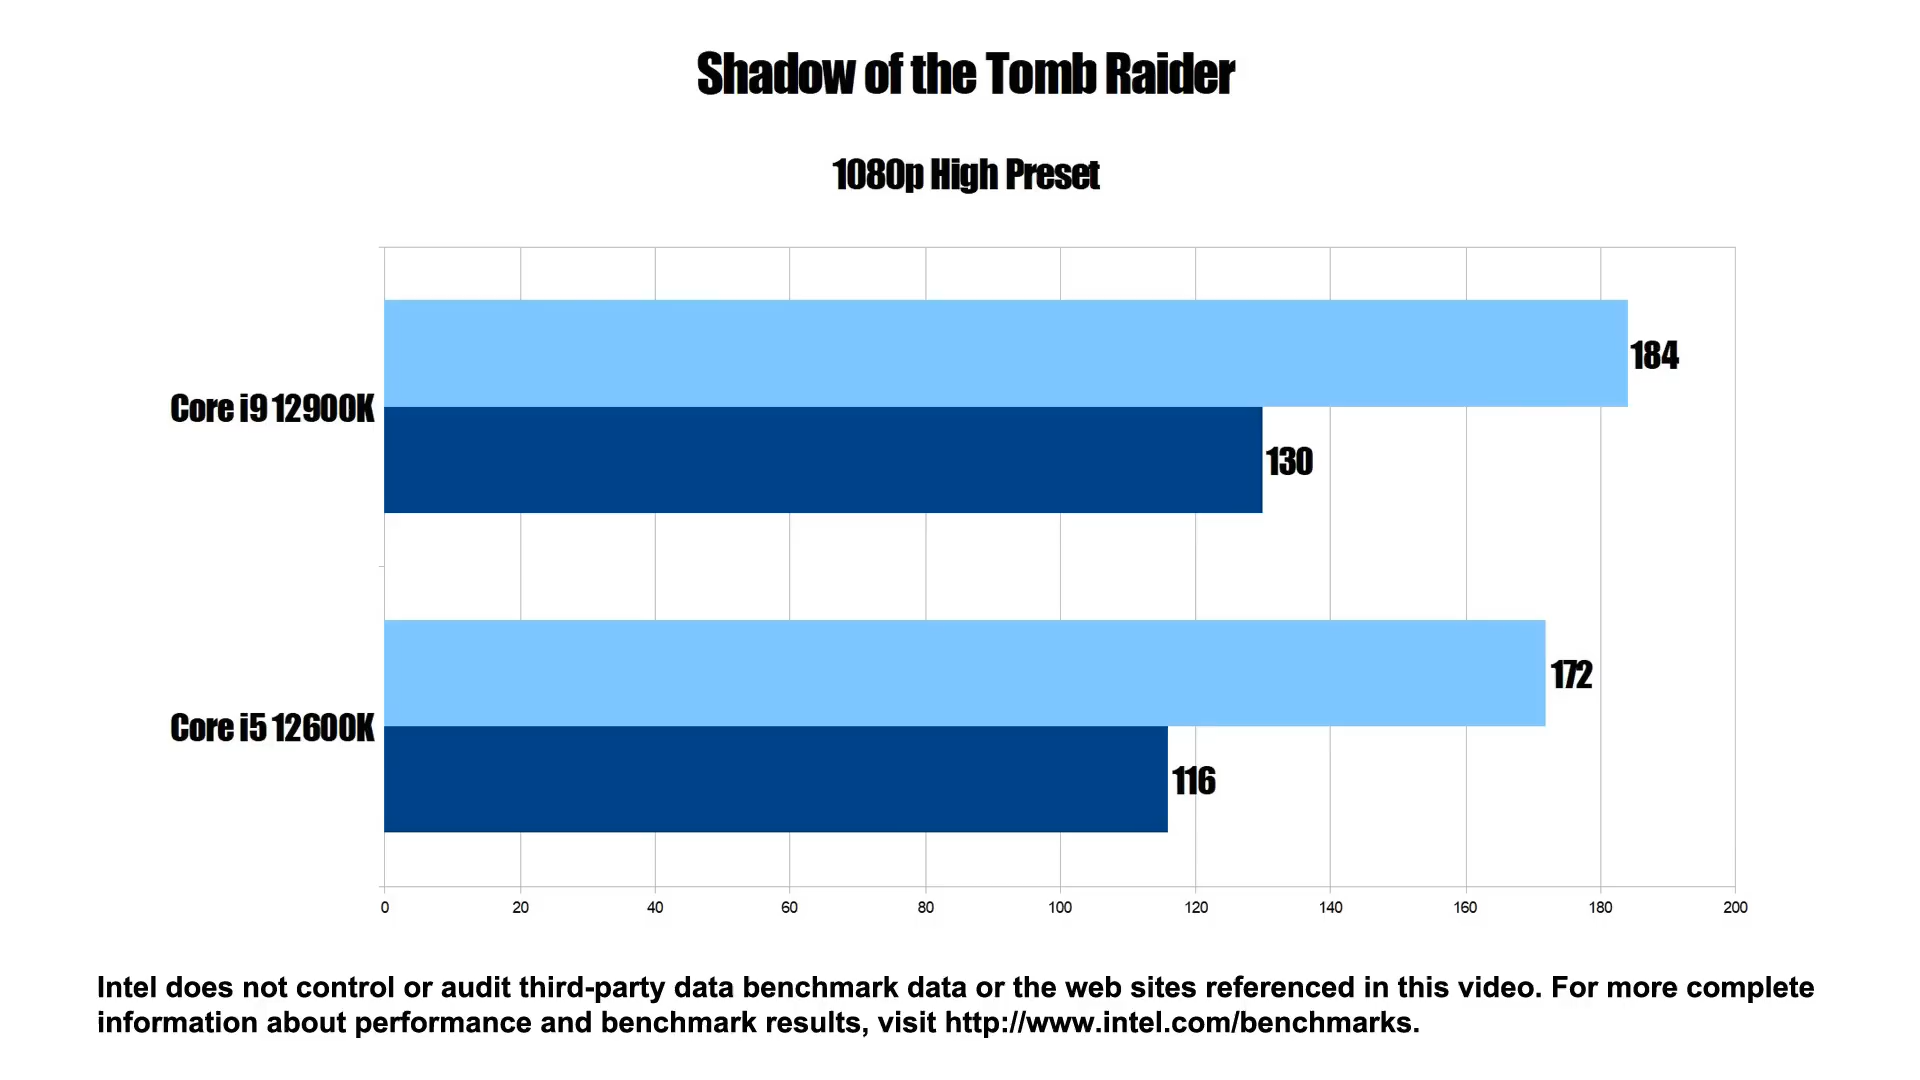 Shadow of the Tomb Raider
1080p High Preset
184
Core i9 12900K
130
172
Core i5 12600K
116
0 20 40 60 80 100 120 140 160 180 200
Intel does not control or audit third-party data benchmark data or the web sites referenced in this video. For more complete
information about performance and benchmark results, visit http://www.intel.com/benchmarks.